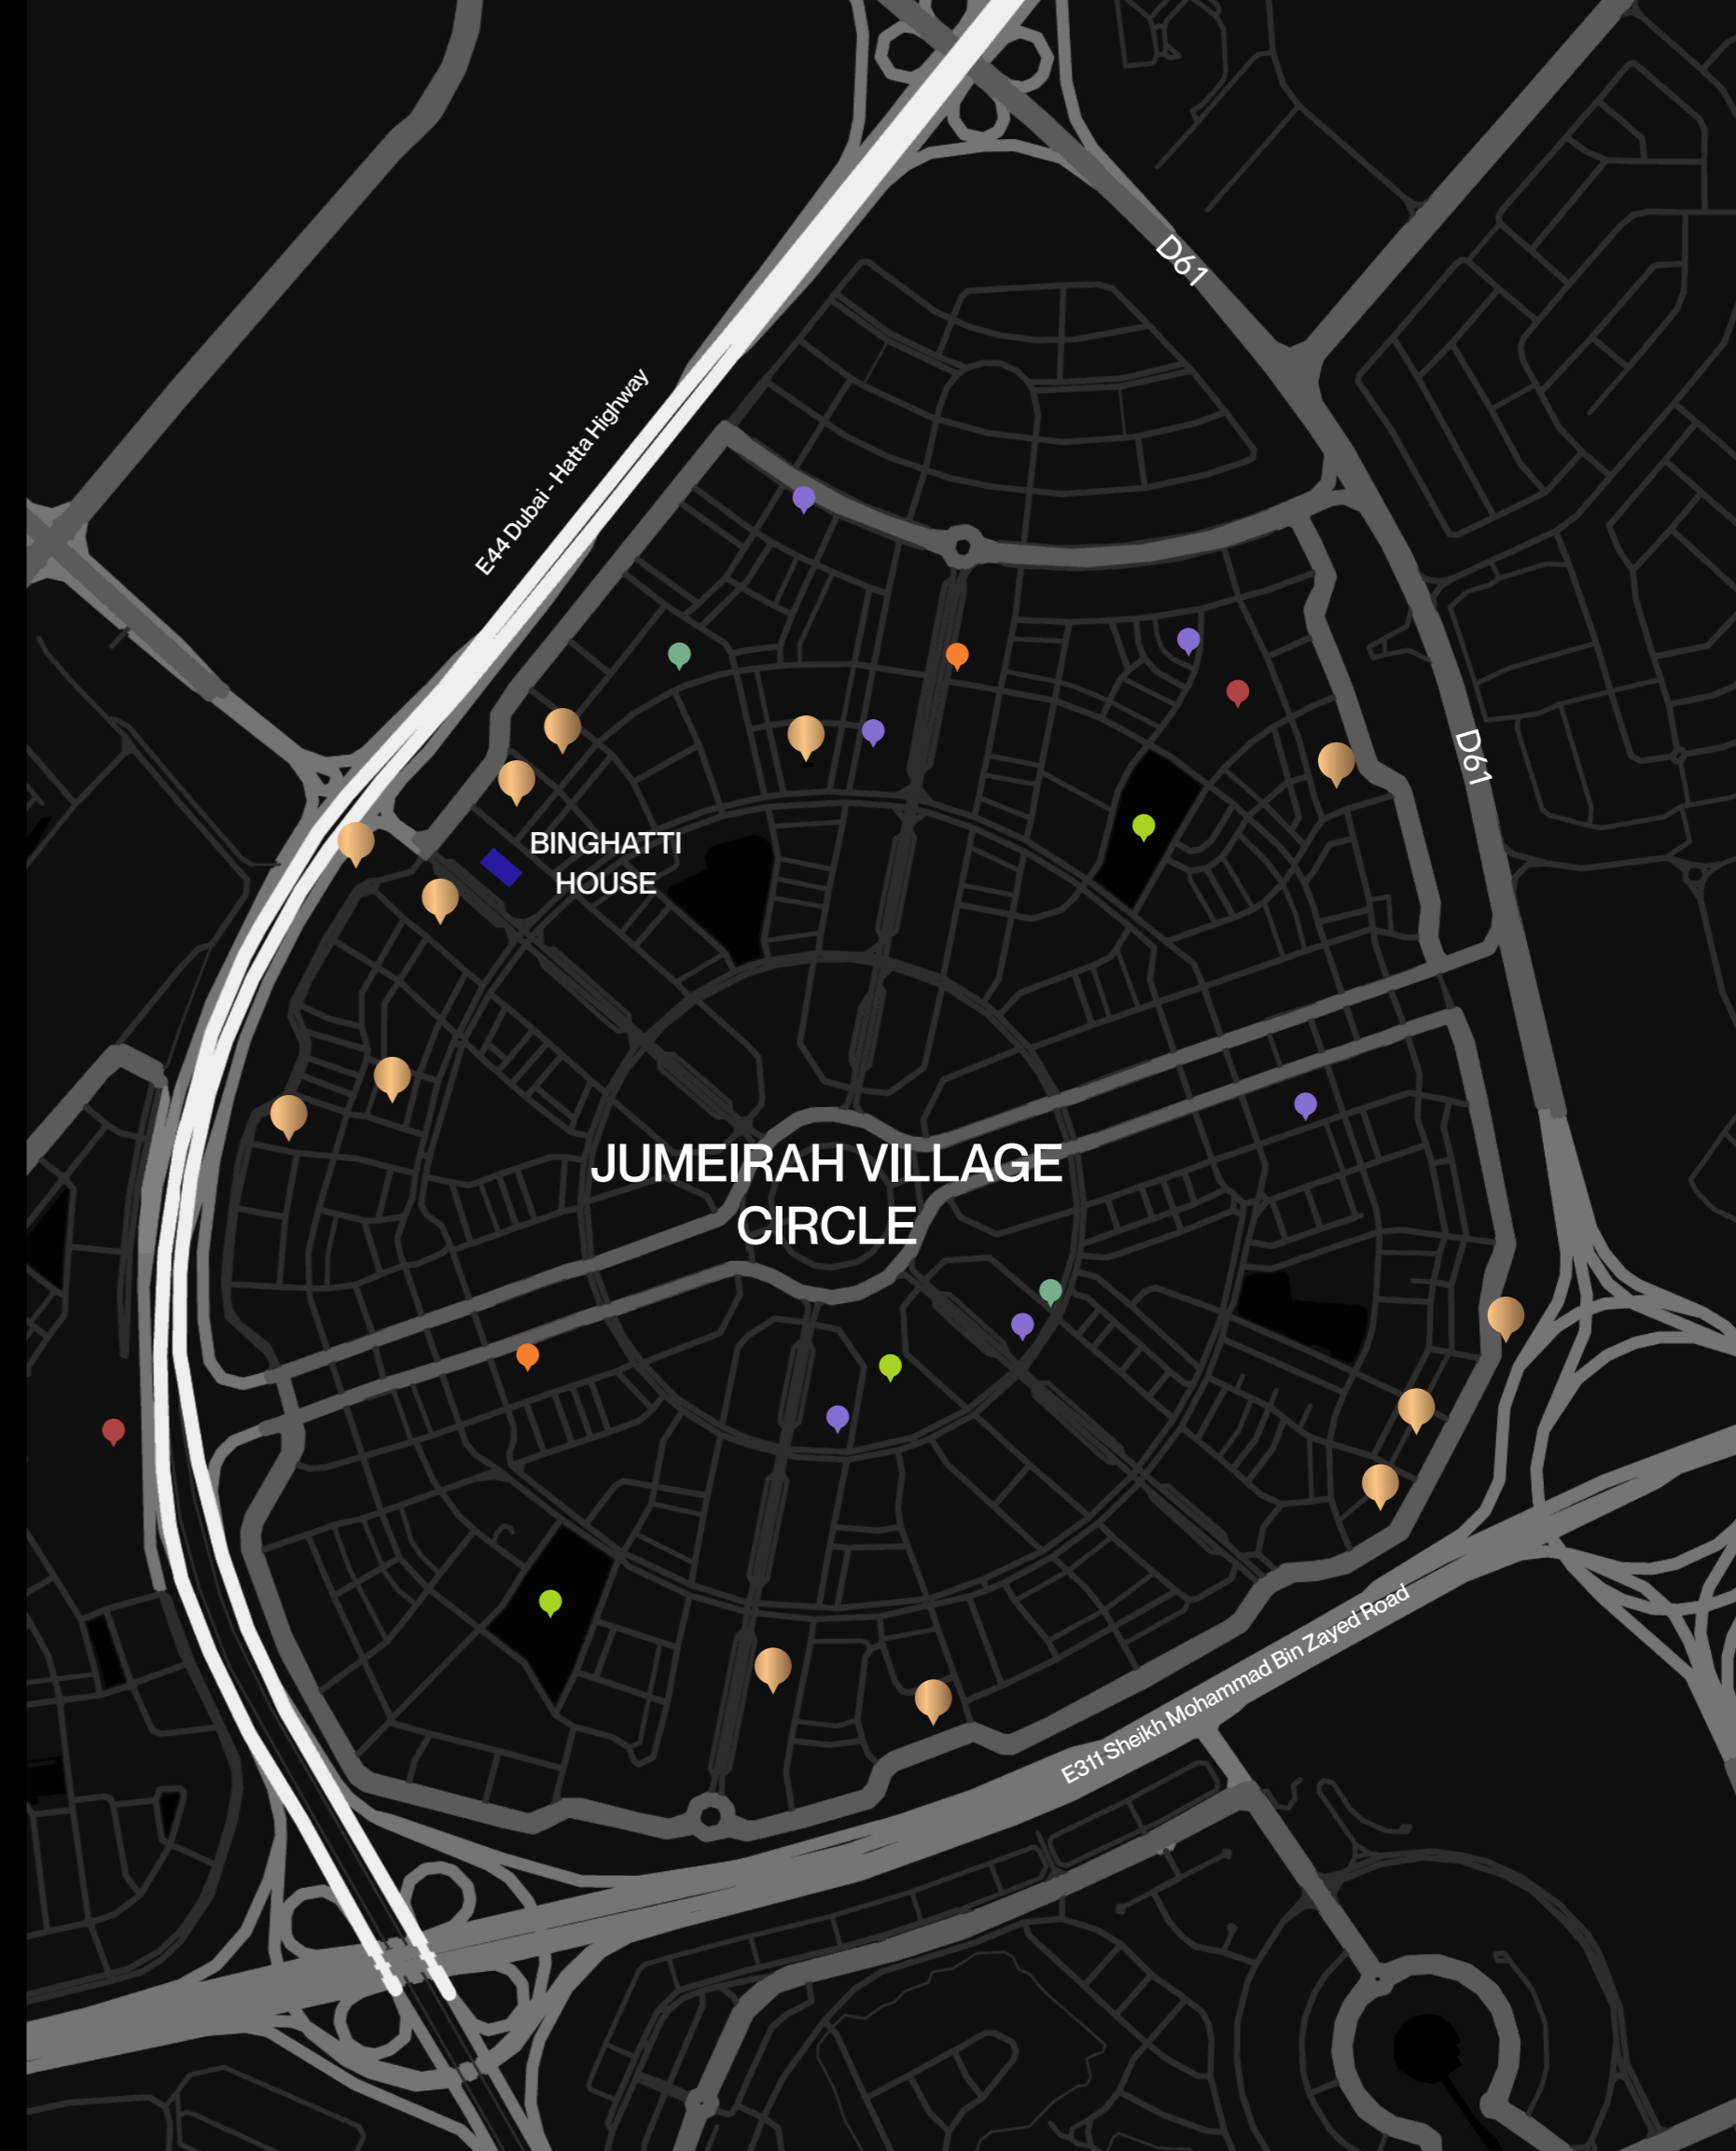 D61
E44 Dubai - Hatta Highway
D61
BINGHATTI
HOUSE
JUMEIRAH VILLAGE
CIRCLE
E311 Sheikh Mohammad Bin Zayed Road